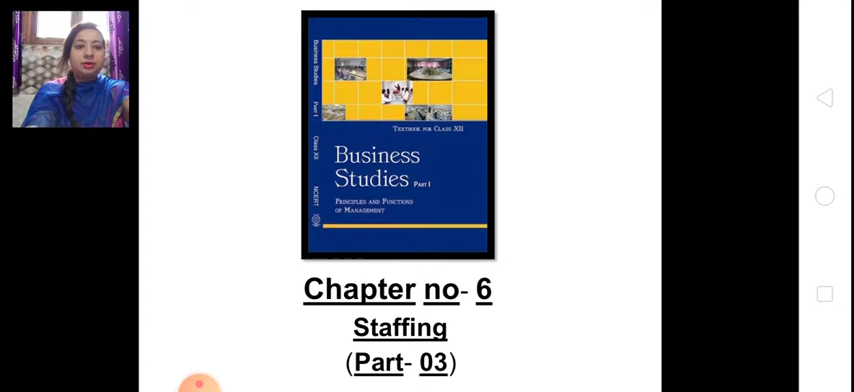 Business Studies Part I Class XII NCERT
TEXTBOOK FOR CLASS XII
Business
Studies PART I
PRINCIPLES AND FUNCTIONS
OF MANAGEMENT
Chapter no- 6
Staffing
(Part- 03)